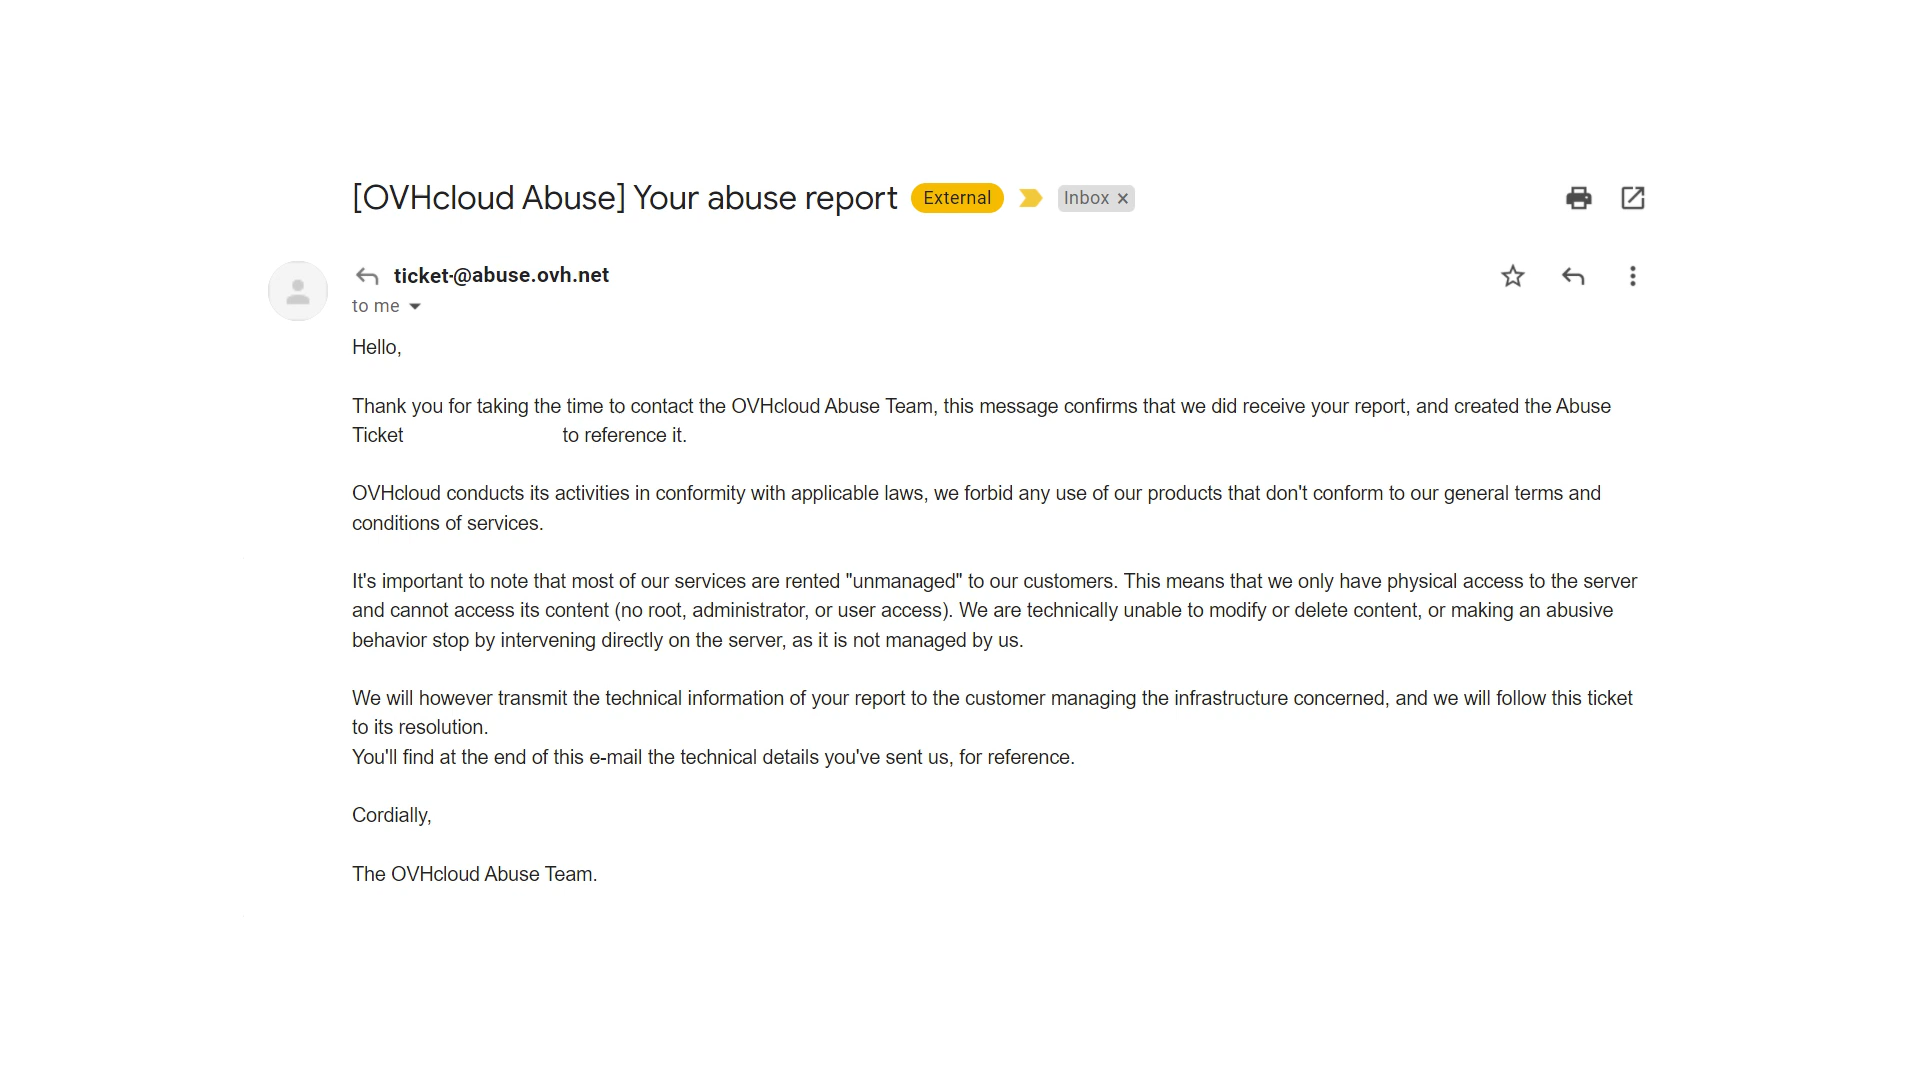 [OVHcloud Abuse] Your abuse report External Inbox ×
ticket-@abuse.ovh.net
to me
Hello,
Thank you for taking the time to contact the OVHcloud Abuse Team, this message confirms that we did receive your report, and created the Abuse
Ticket to reference it.
OVHcloud conducts its activities in conformity with applicable laws, we forbid any use of our products that don't conform to our general terms and
conditions of services.
It's important to note that most of our services are rented "unmanaged" to our customers. This means that we only have physical access to the server
and cannot access its content (no root, administrator, or user access). We are technically unable to modify or delete content, or making an abusive
behavior stop by intervening directly on the server, as it is not managed by us.
We will however transmit the technical information of your report to the customer managing the infrastructure concerned, and we will follow this ticket
to its resolution.
You'll find at the end of this e-mail the technical details you've sent us, for reference.
Cordially,
The OVHcloud Abuse Team.